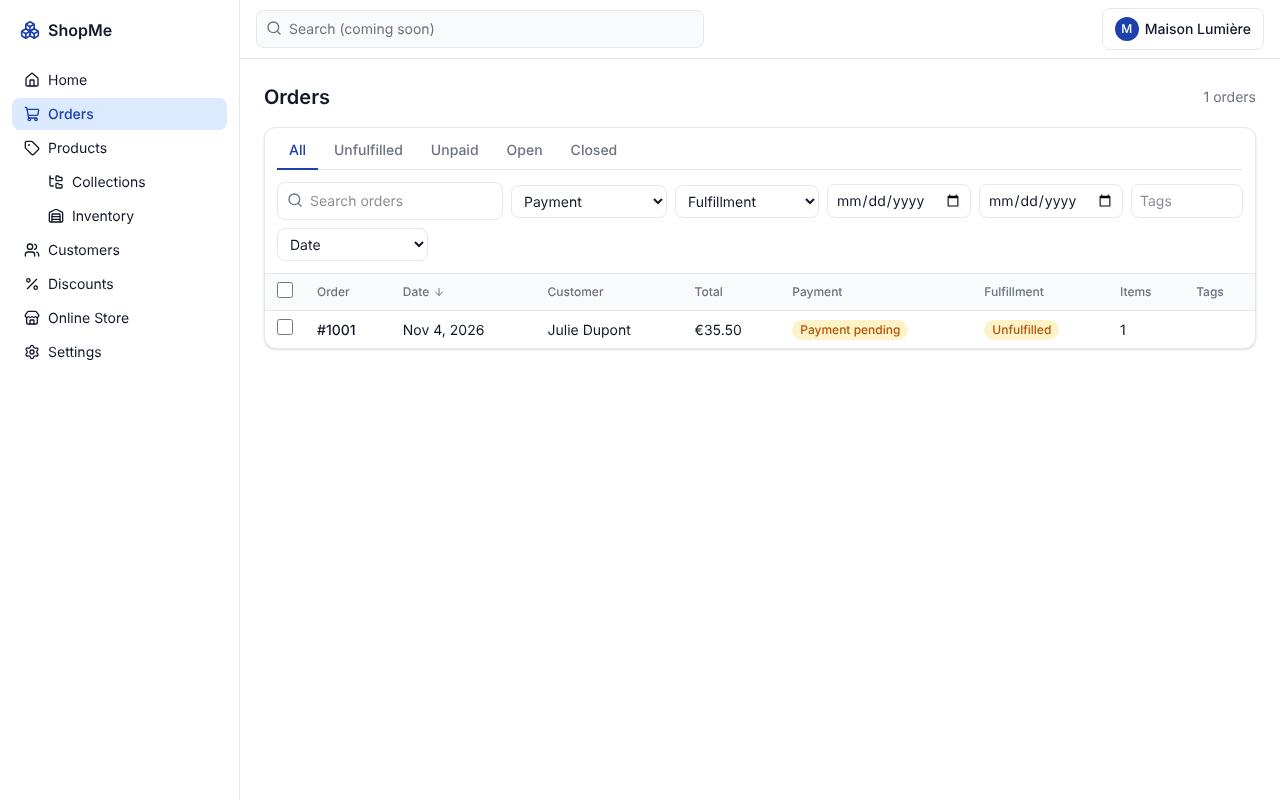 ShopMe
Search (coming soon)
M Maison Lumière
Home
Orders
Products
Collections
Inventory
Customers
Discounts
Online Store
Settings
Orders
1 orders
All Unfulfilled Unpaid Open Closed
Search orders Payment Fulfillment mm/dd/yyyy mm/dd/yyyy Tags
Date
Order Date ↓ Customer Total Payment Fulfillment Items Tags
#1001 Nov 4, 2026 Julie Dupont €35.50 Payment pending Unfulfilled 1